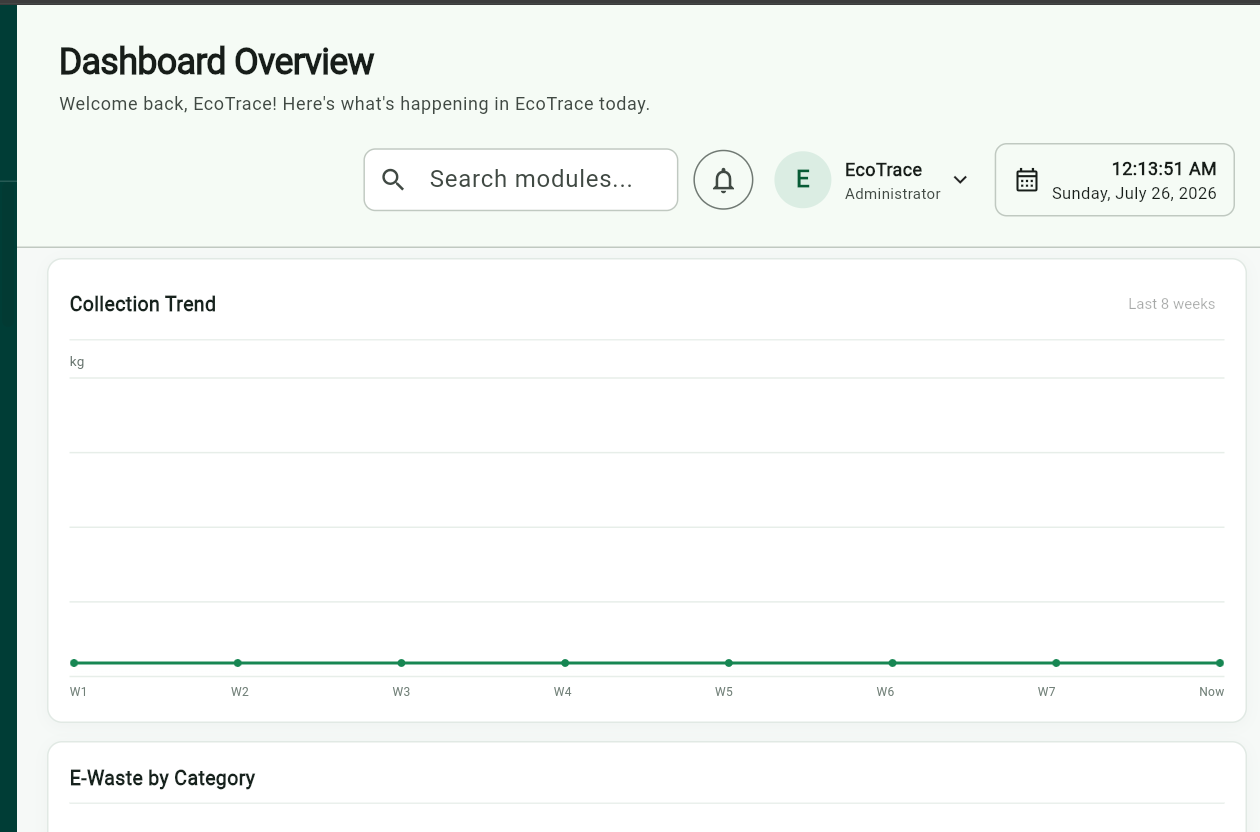 Dashboard Overview
Welcome back, EcoTrace! Here's what's happening in EcoTrace today.
Search modules...
E
EcoTrace
Administrator
12:13:51 AM
Sunday, July 26, 2026
Collection Trend
Last 8 weeks
kg
W1 W2 W3 W4 W5 W6 W7 Now
E-Waste by Category